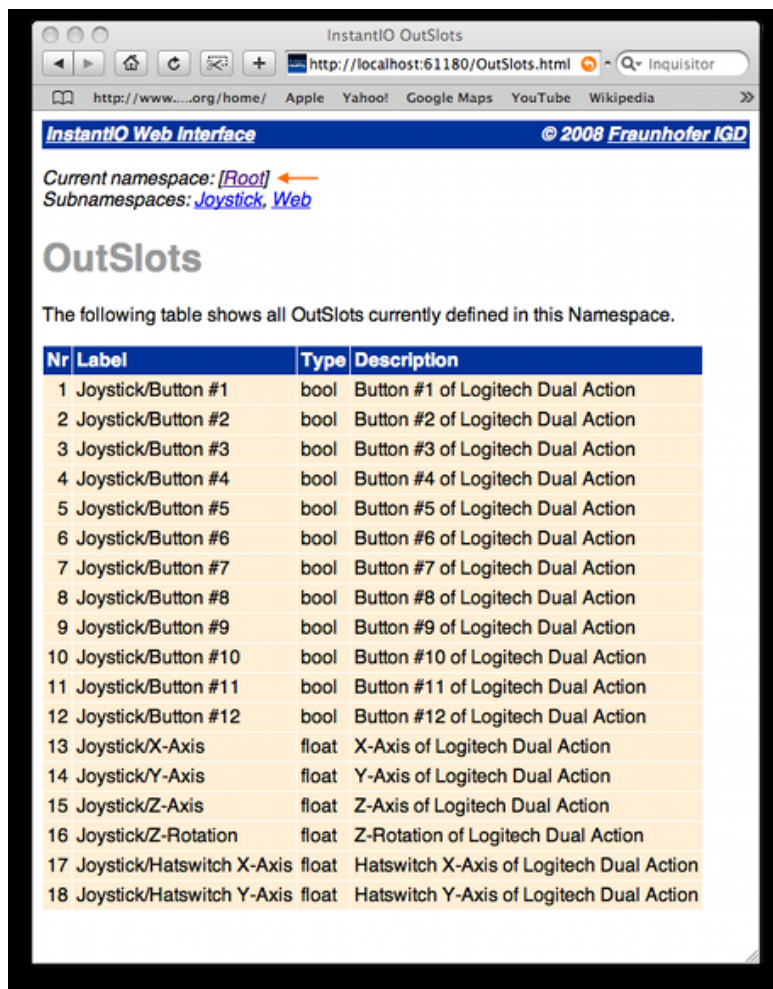 InstantIO OutSlots
http://localhost:61180/OutSlots.html Inquisitor
http://www.....org/home/ Apple Yahoo! Google Maps YouTube Wikipedia
InstantIO Web Interface © 2008 Fraunhofer IGD
Current namespace: [Root]
Subnamespaces: Joystick, Web
OutSlots
The following table shows all OutSlots currently defined in this Namespace.
Nr Label Type Description
1 Joystick/Button #1 bool Button #1 of Logitech Dual Action
2 Joystick/Button #2 bool Button #2 of Logitech Dual Action
3 Joystick/Button #3 bool Button #3 of Logitech Dual Action
4 Joystick/Button #4 bool Button #4 of Logitech Dual Action
5 Joystick/Button #5 bool Button #5 of Logitech Dual Action
6 Joystick/Button #6 bool Button #6 of Logitech Dual Action
7 Joystick/Button #7 bool Button #7 of Logitech Dual Action
8 Joystick/Button #8 bool Button #8 of Logitech Dual Action
9 Joystick/Button #9 bool Button #9 of Logitech Dual Action
10 Joystick/Button #10 bool Button #10 of Logitech Dual Action
11 Joystick/Button #11 bool Button #11 of Logitech Dual Action
12 Joystick/Button #12 bool Button #12 of Logitech Dual Action
13 Joystick/X-Axis float X-Axis of Logitech Dual Action
14 Joystick/Y-Axis float Y-Axis of Logitech Dual Action
15 Joystick/Z-Axis float Z-Axis of Logitech Dual Action
16 Joystick/Z-Rotation float Z-Rotation of Logitech Dual Action
17 Joystick/Hatswitch X-Axis float Hatswitch X-Axis of Logitech Dual Action
18 Joystick/Hatswitch Y-Axis float Hatswitch Y-Axis of Logitech Dual Action